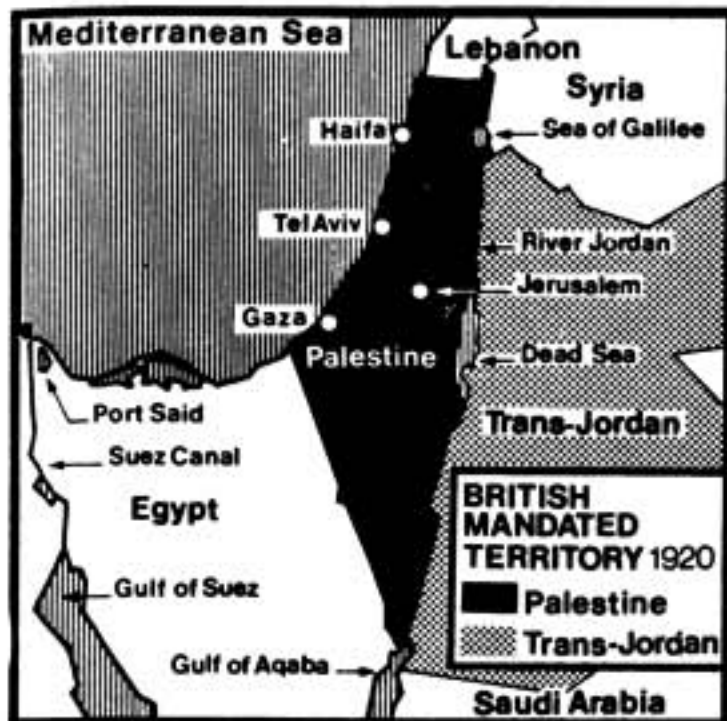 Mediterranean Sea
Lebanon
Syria
Haifa
Sea of Galilee
Tel Aviv
River Jordan
Jerusalem
Gaza
Palestine
Dead Sea
Port Said
Trans-Jordan
Suez Canal
Egypt
BRITISH
MANDATED
TERRITORY 1920
Palestine
Trans-Jordan
Gulf of Suez
Gulf of Aqaba
Saudi Arabia